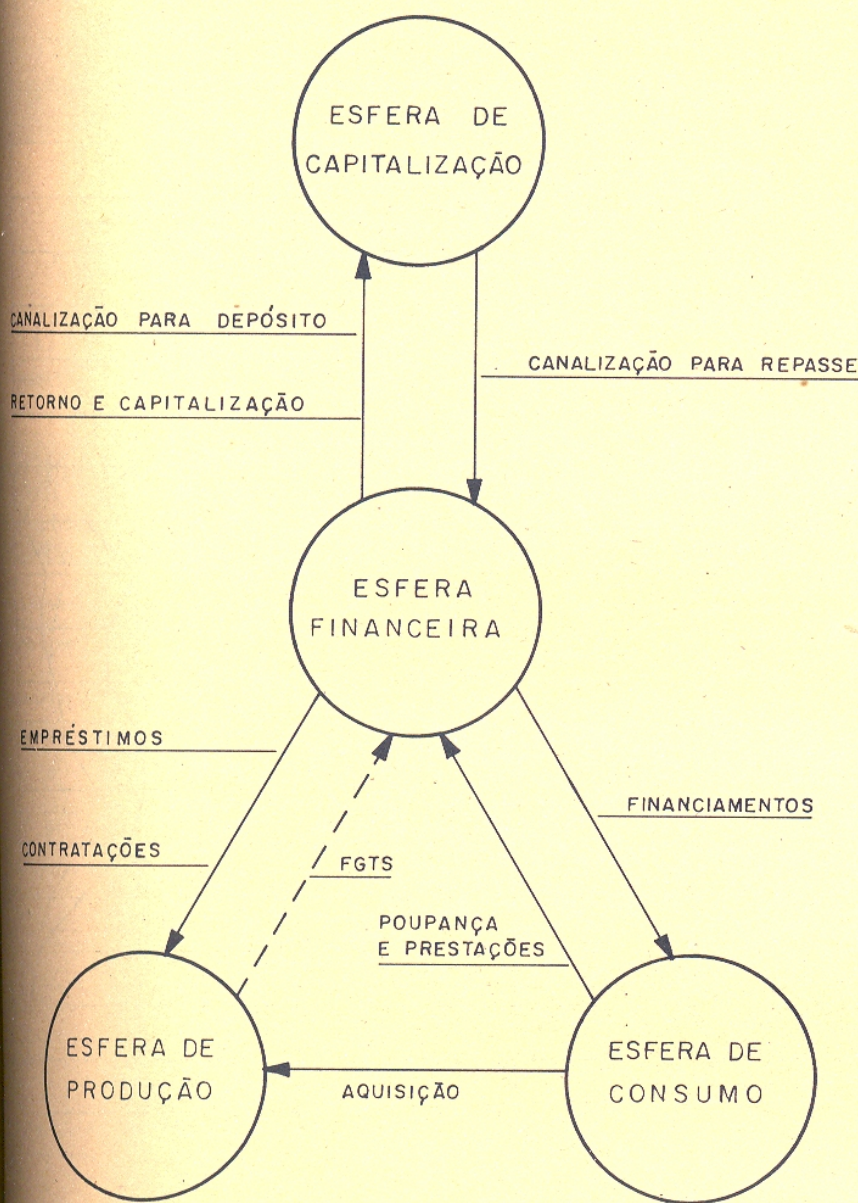 ESFERA DE
CAPITALIZAÇÃO
CANALIZAÇÃO PARA DEPÓSITO
CANALIZAÇÃO PARA REPASSE
RETORNO E CAPITALIZAÇÃO
ESFERA
FINANCEIRA
EMPRÉSTIMOS
FINANCIAMENTOS
CONTRATAÇÕES
FGTS
POUPANÇA
E PRESTAÇÕES
ESFERA DE
PRODUÇÃO
AQUISIÇÃO
ESFERA DE
CONSUMO